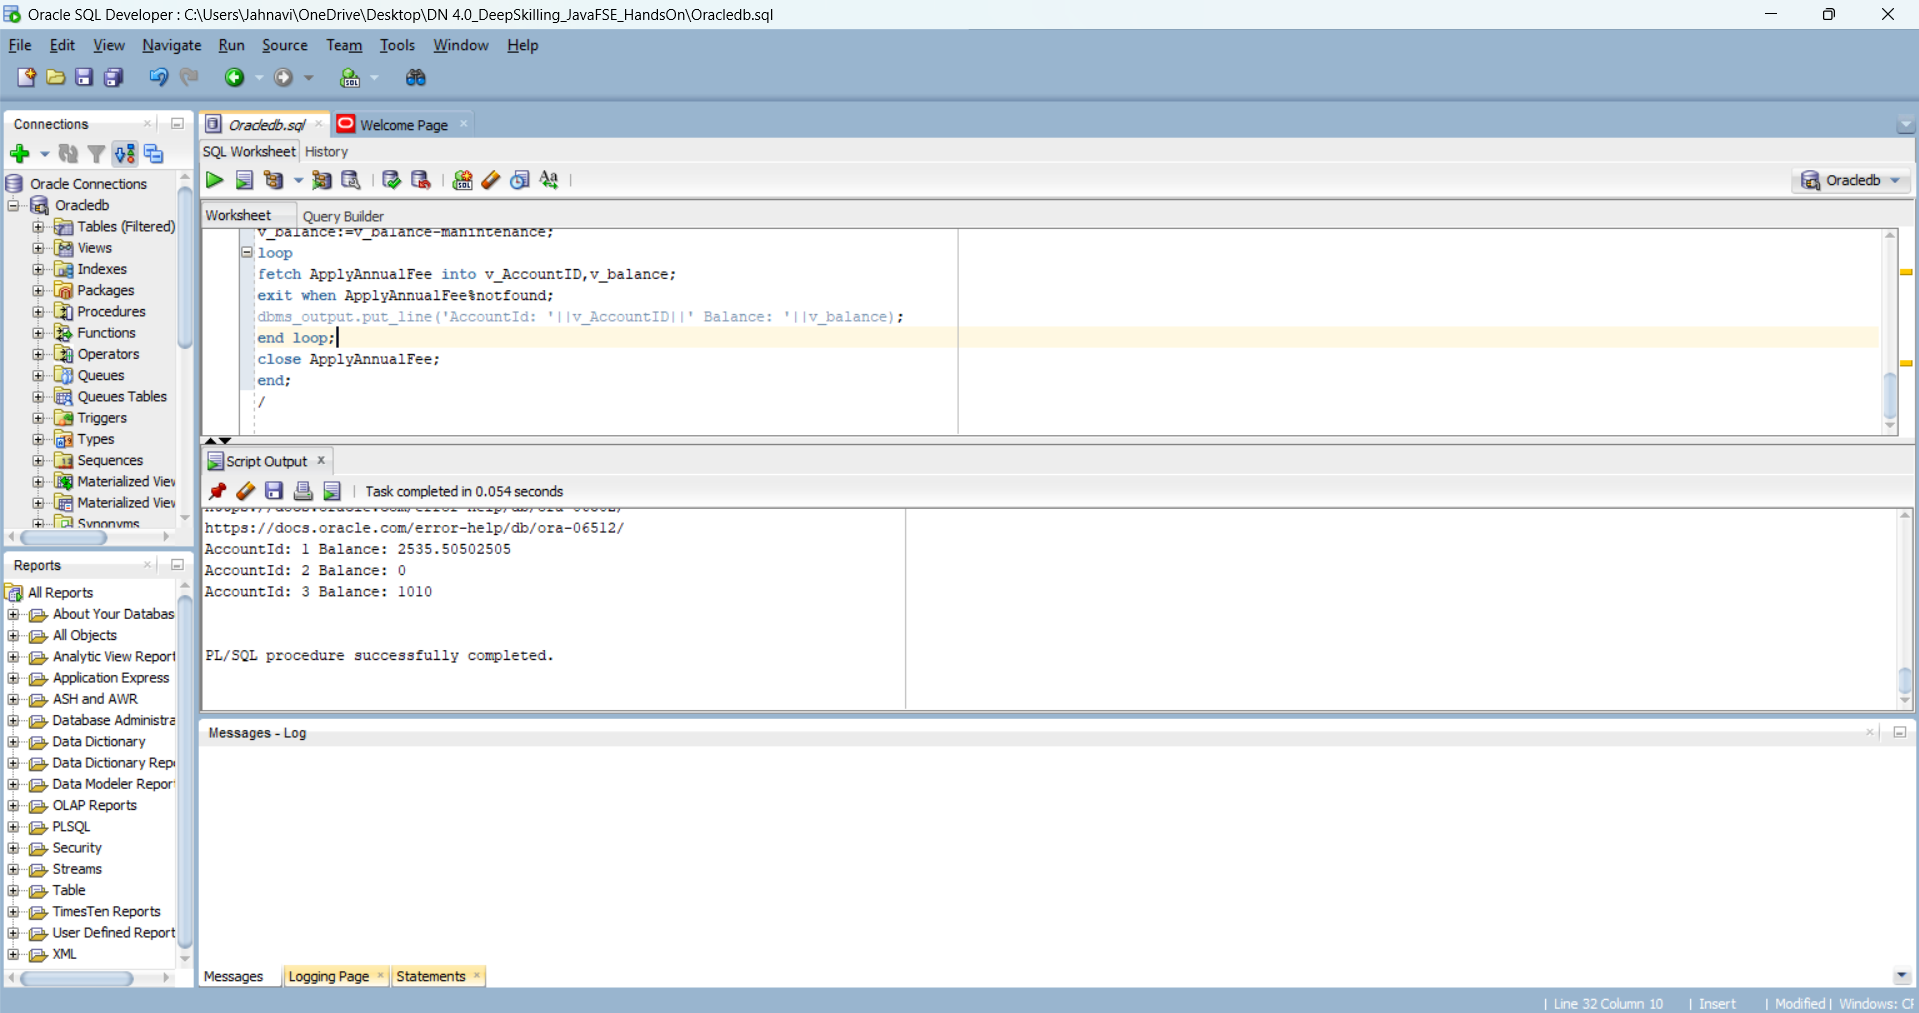 Oracle SQL Developer : C:\Users\Jahnavi\OneDrive\Desktop\DN 4.0_DeepSkilling_JavaFSE_HandsOn\Oracledb.sql
File Edit View Navigate Run Source Team Tools Window Help
Connections
Oracle Connections
Oracledb
Tables (Filtered)
Views
Indexes
Packages
Procedures
Functions
Operators
Queues
Queues Tables
Triggers
Types
Sequences
Materialized View
Materialized View
Synonyms
Reports
All Reports
About Your Databas
All Objects
Analytic View Report
Application Express
ASH and AWR
Database Administra
Data Dictionary
Data Dictionary Rep
Data Modeler Report
OLAP Reports
PLSQL
Security
Streams
Table
TimesTen Reports
User Defined Report
XML
Oracledb.sql Welcome Page
SQL Worksheet History
Oracledb
Worksheet Query Builder
v_balance:=v_balance-manintenance;
loop
fetch ApplyAnnualFee into v_AccountID,v_balance;
exit when ApplyAnnualFee%notfound;
dbms_output.put_line('AccountId: '||v_AccountID||' Balance: '||v_balance);
end loop;
close ApplyAnnualFee;
end;
/
Script Output
Task completed in 0.054 seconds
https://docs.oracle.com/error-help/db/ora-06512/
AccountId: 1 Balance: 2535.50502505
AccountId: 2 Balance: 0
AccountId: 3 Balance: 1010
PL/SQL procedure successfully completed.
Messages - Log
Messages Logging Page Statements
Line 32 Column 10 | Insert | Modified | Windows: C